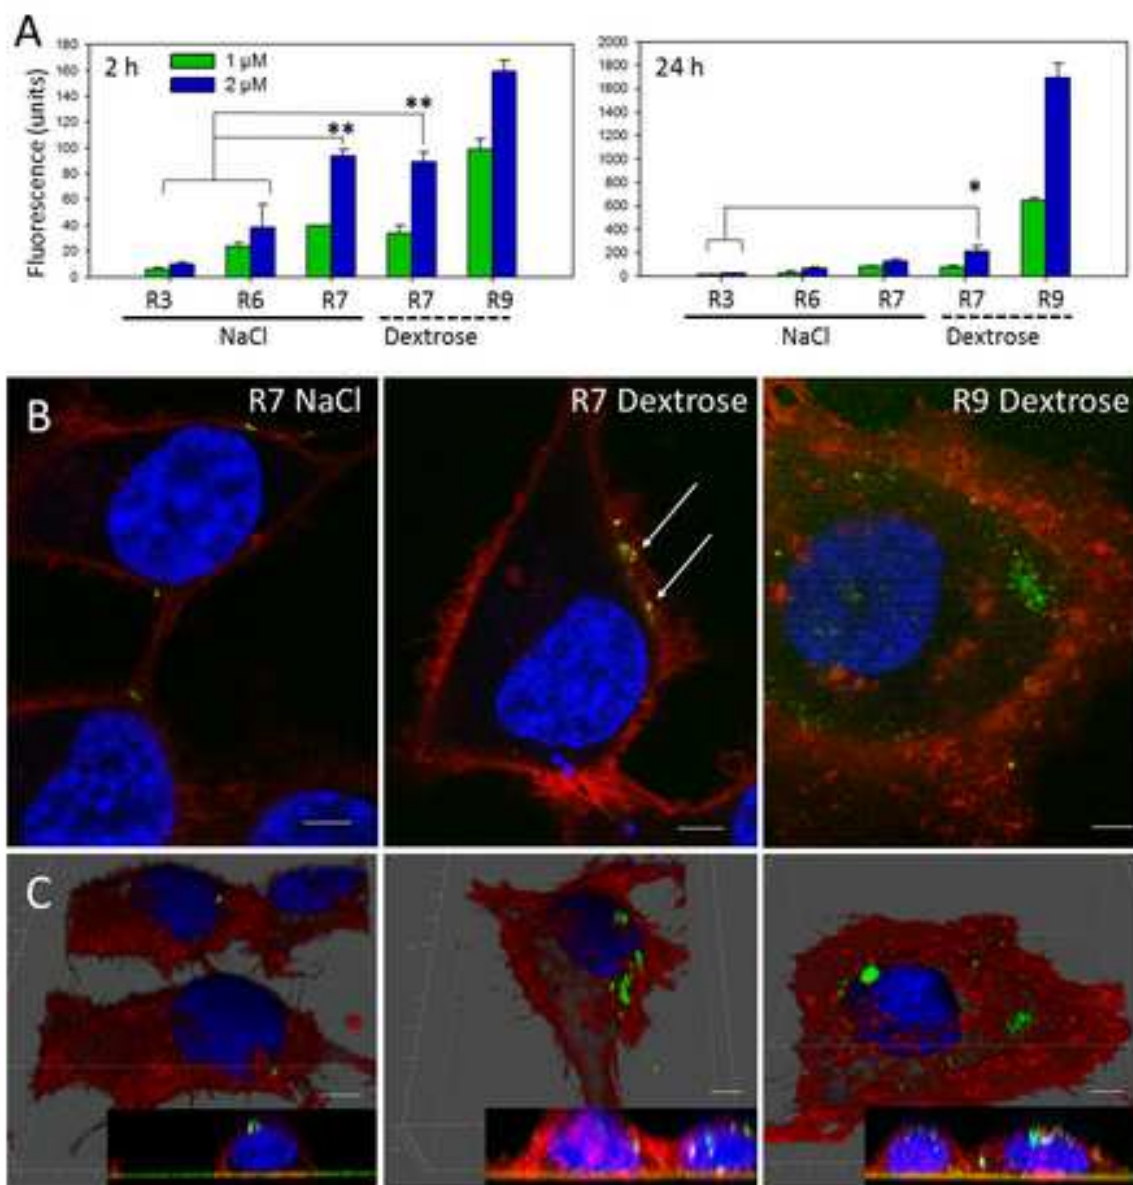 A
2 h
1 µM
2 µM
**
**
Fluorescence (units)
180
160
140
120
100
80
60
40
20
0
R3 R6 R7 R7 R9
NaCl Dextrose
24 h
*
2000
1800
1600
1400
1200
1000
800
600
400
200
0
R3 R6 R7 R7 R9
NaCl Dextrose
B
R7 NaCl
R7 Dextrose
R9 Dextrose
C